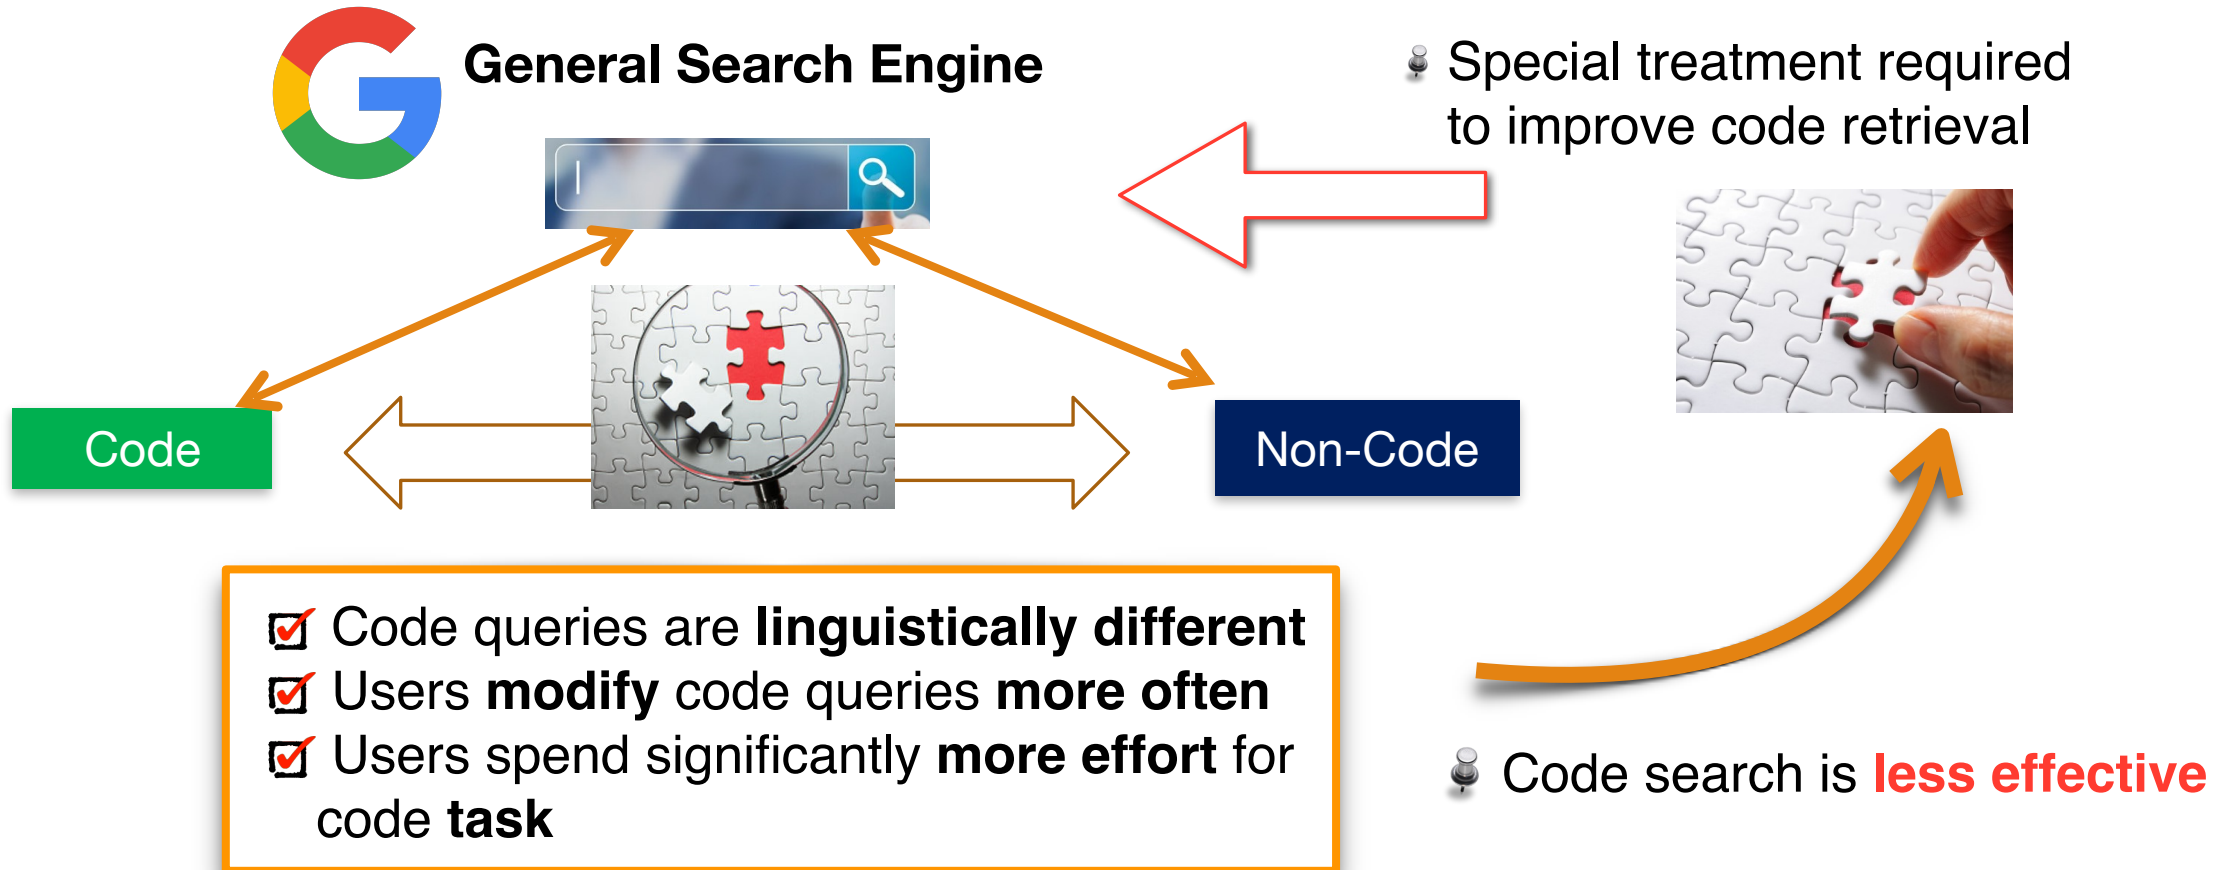 General Search Engine
Special treatment required
to improve code retrieval
Code
Non-Code
Code queries are linguistically different
Users modify code queries more often
Users spend significantly more effort for
code task
Code search is less effective